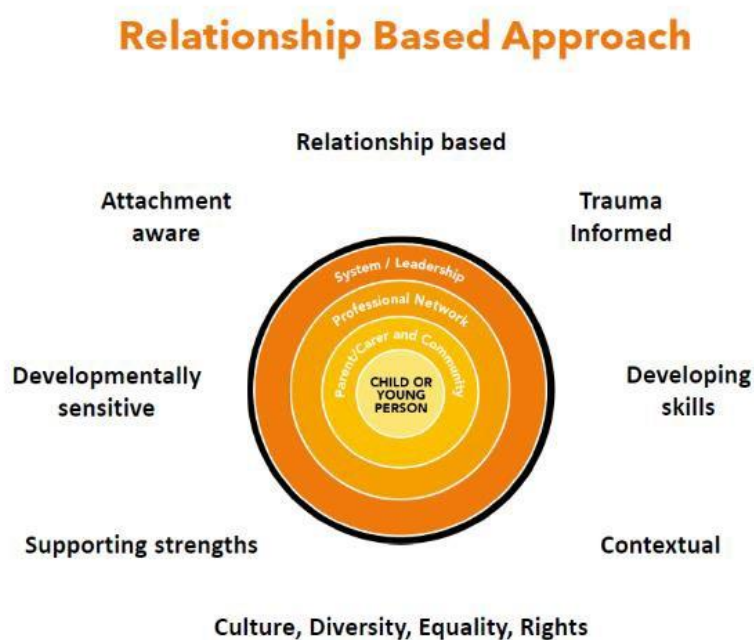 Relationship Based Approach
Relationship based
Attachment
aware
Trauma
Informed
System / Leadership
Professional Network
Parent/Carer and Community
CHILD OR
YOUNG
PERSON
Developmentally
sensitive
Developing
skills
Supporting strengths
Contextual
Culture, Diversity, Equality, Rights